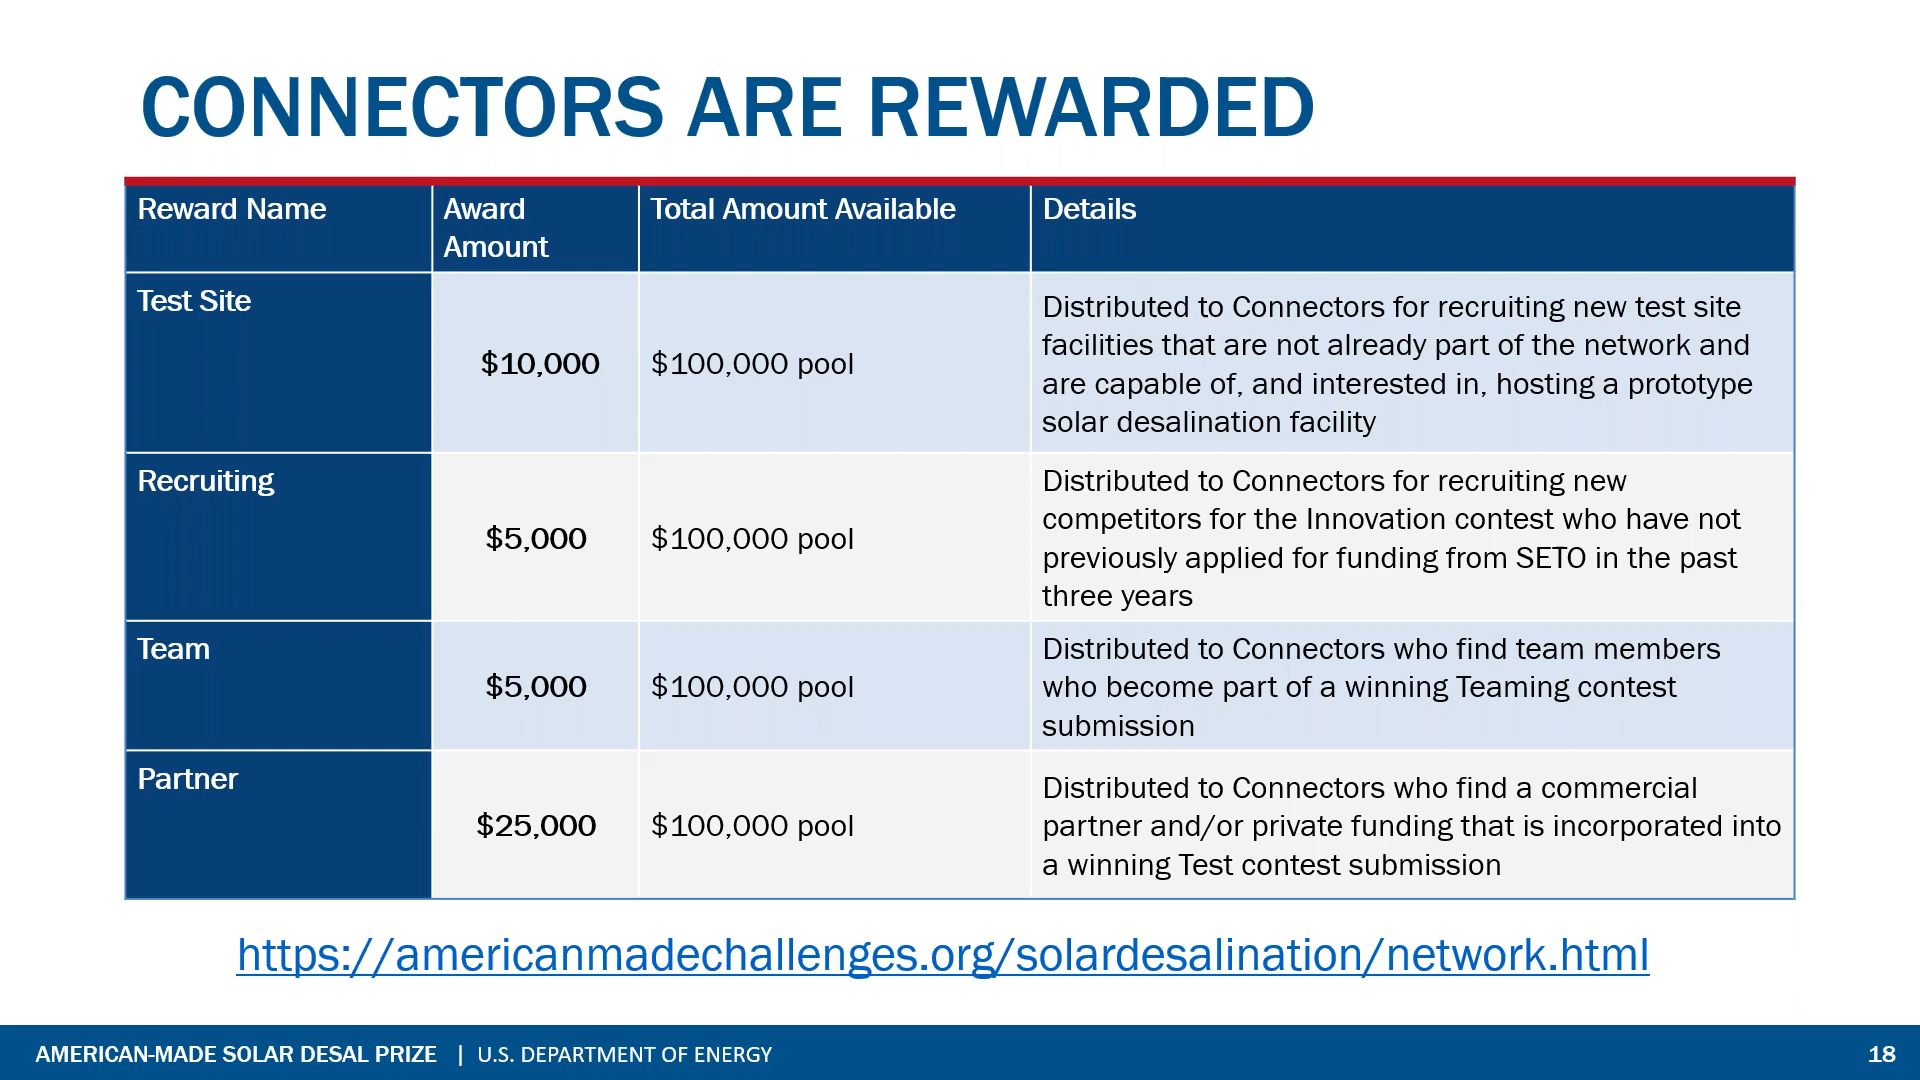 CONNECTORS ARE REWARDED
Reward Name
Award
Amount
Total Amount Available
Details
Test Site
$10,000
$100,000 pool
Distributed to Connectors for recruiting new test site
facilities that are not already part of the network and
are capable of, and interested in, hosting a prototype
solar desalination facility
Recruiting
$5,000
$100,000 pool
Distributed to Connectors for recruiting new
competitors for the Innovation contest who have not
previously applied for funding from SETO in the past
three years
Team
$5,000
$100,000 pool
Distributed to Connectors who find team members
who become part of a winning Teaming contest
submission
Partner
$25,000
$100,000 pool
Distributed to Connectors who find a commercial
partner and/or private funding that is incorporated into
a winning Test contest submission
https://americanmadechallenges.org/solardesalination/network.html
AMERICAN-MADE SOLAR DESAL PRIZE | U.S. DEPARTMENT OF ENERGY
18